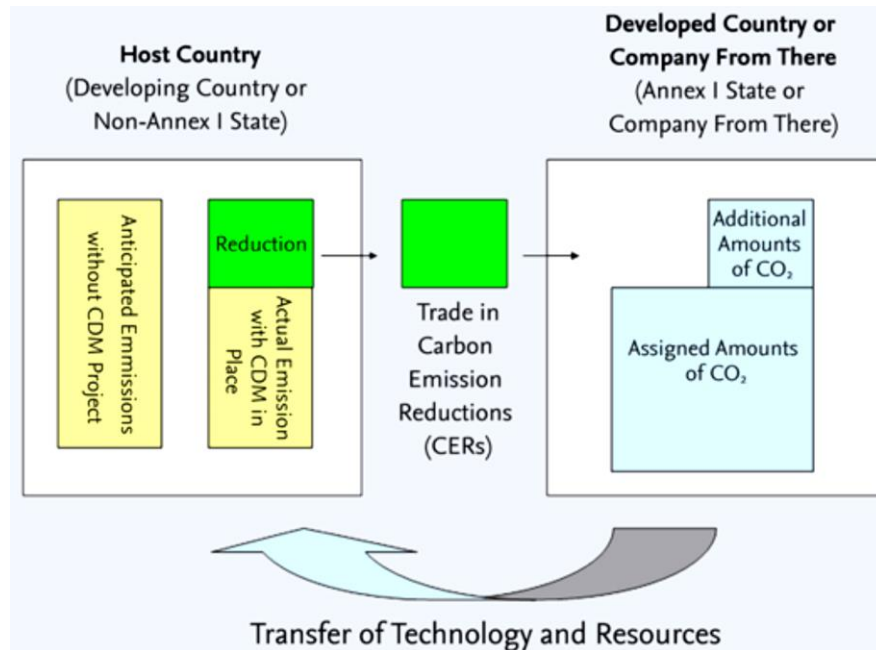 Host Country
(Developing Country or
Non-Annex I State)
Developed Country or
Company From There
(Annex I State or
Company From There)
Anticipated Emmissions
without CDM Project
Reduction
Actual Emission
with CDM in
Place
Trade in
Carbon
Emission
Reductions
(CERs)
Additional
Amounts
of CO₂
Assigned Amounts
of CO₂
Transfer of Technology and Resources